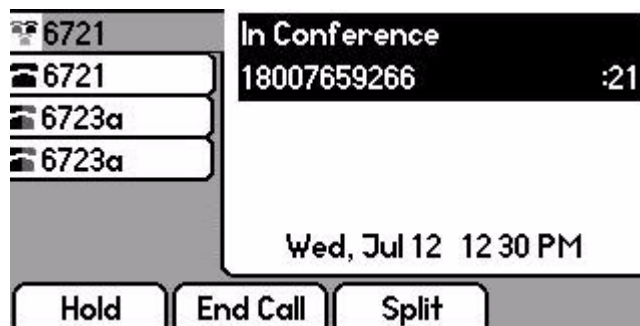 6721
6721
6723a
6723a
In Conference
18007659266 :21
Wed, Jul 12 12 30 PM
Hold End Call Split